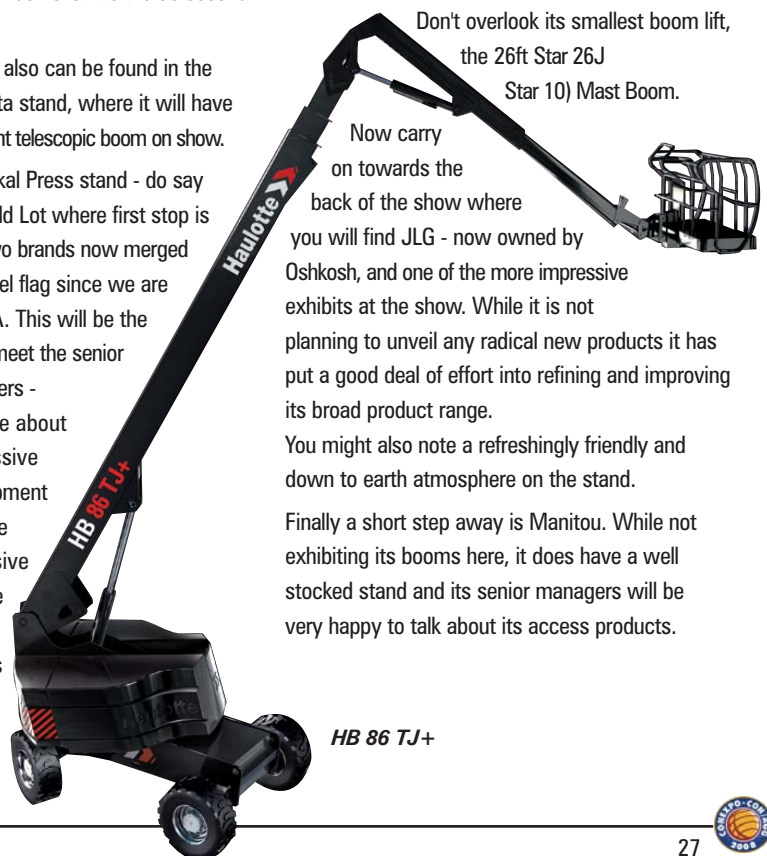 also can be found in the
ta stand, where it will have
nt telescopic boom on show.
kal Press stand - do say
ld Lot where first stop is
vo brands now merged
el flag since we are
A. This will be the
meet the senior
ers -
e about
ssive
pment
e
sive
e
s
Don't overlook its smallest boom lift,
the 26ft Star 26J
Star 10) Mast Boom.
Now carry
on towards the
back of the show where
you will find JLG - now owned by
Oshkosh, and one of the more impressive
exhibits at the show. While it is not
planning to unveil any radical new products it has
put a good deal of effort into refining and improving
its broad product range.
You might also note a refreshingly friendly and
down to earth atmosphere on the stand.
Finally a short step away is Manitou. While not
exhibiting its booms here, it does have a well
stocked stand and its senior managers will be
very happy to talk about its access products.
Haulotte
HB 86 TJ+
Haulotte
HB 86 TJ+
27
CONEXPO-CON/AGG
2008